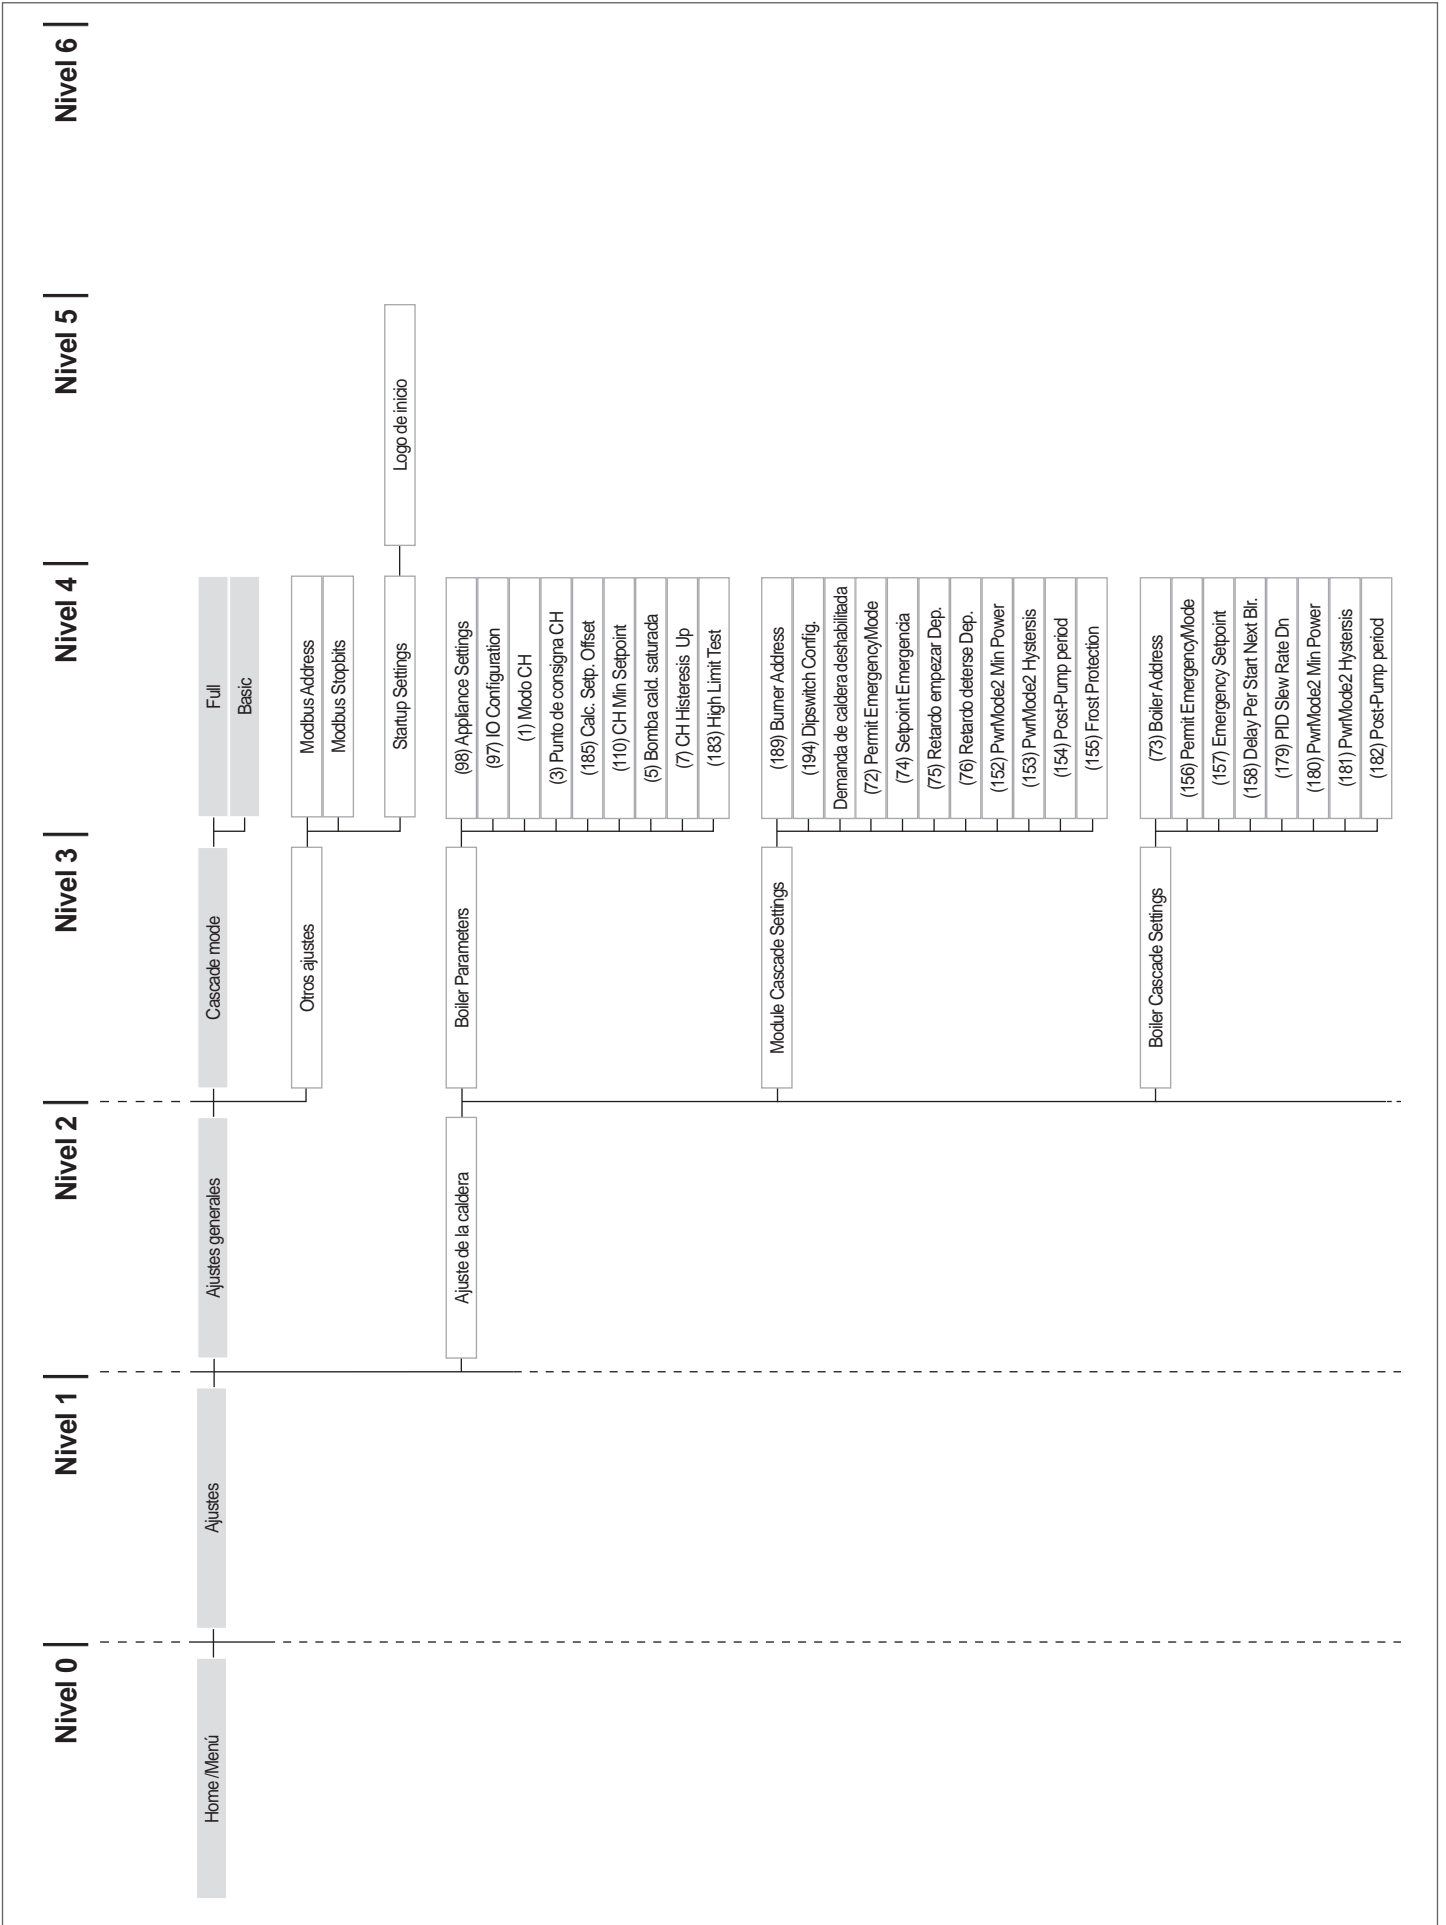 Nivel 0
Nivel 1
Nivel 2
Nivel 3
Nivel 4
Nivel 5
Nivel 6
Home /Menú
Ajustes
Ajustes generales
Cascade mode
Full
Basic
Otros ajustes
Modbus Address
Modbus Stopbits
Startup Settings
Logo de inicio
Ajuste de la caldera
Boiler Parameters
(98) Appliance Settings
(97) IO Configuration
(1) Modo CH
(3) Punto de consigna CH
(185) Calc. Setp. Offset
(110) CH Min Setpoint
(5) Bomba cald. saturada
(7) CH Histeresis Up
(183) High Limit Test
Module Cascade Settings
(189) Burner Address
(194) Dipswitch Config.
Demanda de caldera deshabilitada
(72) Permit EmergencyMode
(74) Setpoint Emergencia
(75) Retardo empezar Dep.
(76) Retardo deterse Dep.
(152) PwrMode2 Min Power
(153) PwrMode2 Hystersis
(154) Post-Pump period
(155) Frost Protection
Boiler Cascade Settings
(73) Boiler Address
(156) Permit EmergencyMode
(157) Emergency Setpoint
(158) Delay Per Start Next Blr.
(179) PID Slew Rate Dn
(180) PwrMode2 Min Power
(181) PwrMode2 Hystersis
(182) Post-Pump period